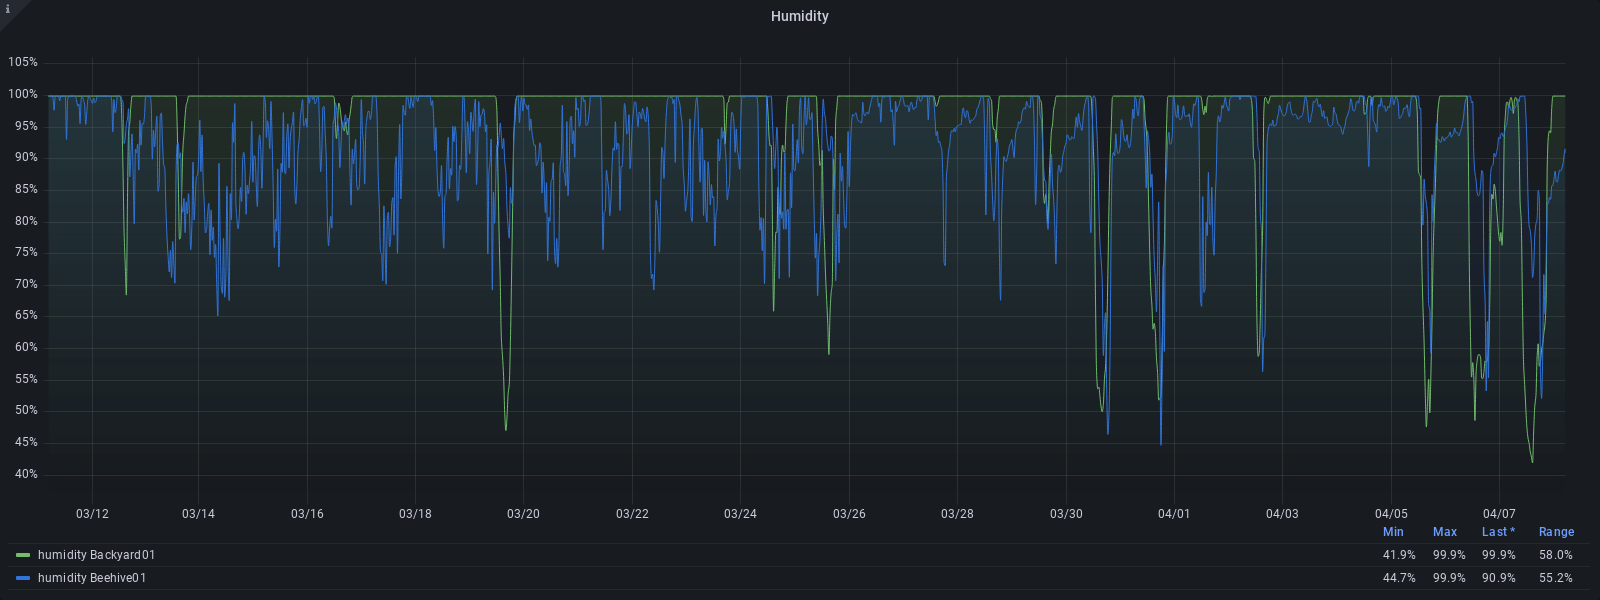 i
Humidity
105%
100%
95%
90%
85%
80%
75%
70%
65%
60%
55%
50%
45%
40%
03/12 03/14 03/16 03/18 03/20 03/22 03/24 03/26 03/28 03/30 04/01 04/03 04/05 04/07
Min Max Last * Range
humidity Backyard01 41.9% 99.9% 99.9% 58.0%
humidity Beehive01 44.7% 99.9% 90.9% 55.2%